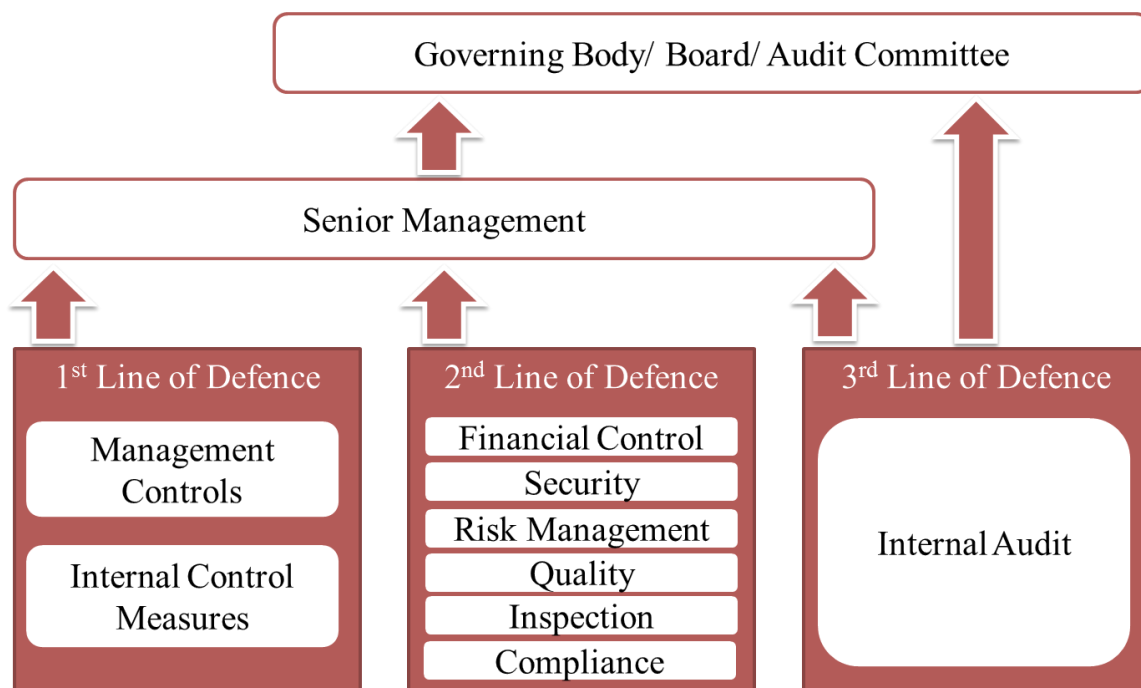 Governing Body/ Board/ Audit Committee
Senior Management
1st Line of Defence
Management
Controls
Internal Control
Measures
2nd Line of Defence
Financial Control
Security
Risk Management
Quality
Inspection
Compliance
3rd Line of Defence
Internal Audit